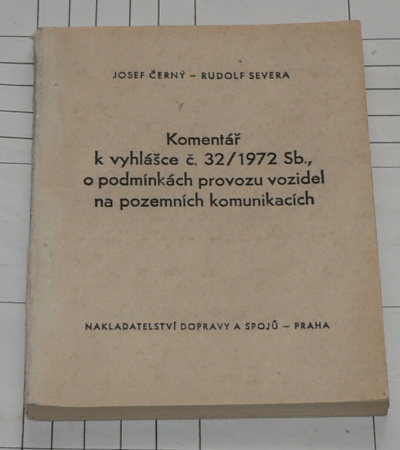 JOSEF ČERNÝ – RUDOLF SEVERA
Komentář
k vyhlášce č. 32/1972 Sb.,
o podmínkách provozu vozidel
na pozemních komunikacích
NAKLADATELSTVÍ DOPRAVY A SPOJŮ – PRAHA